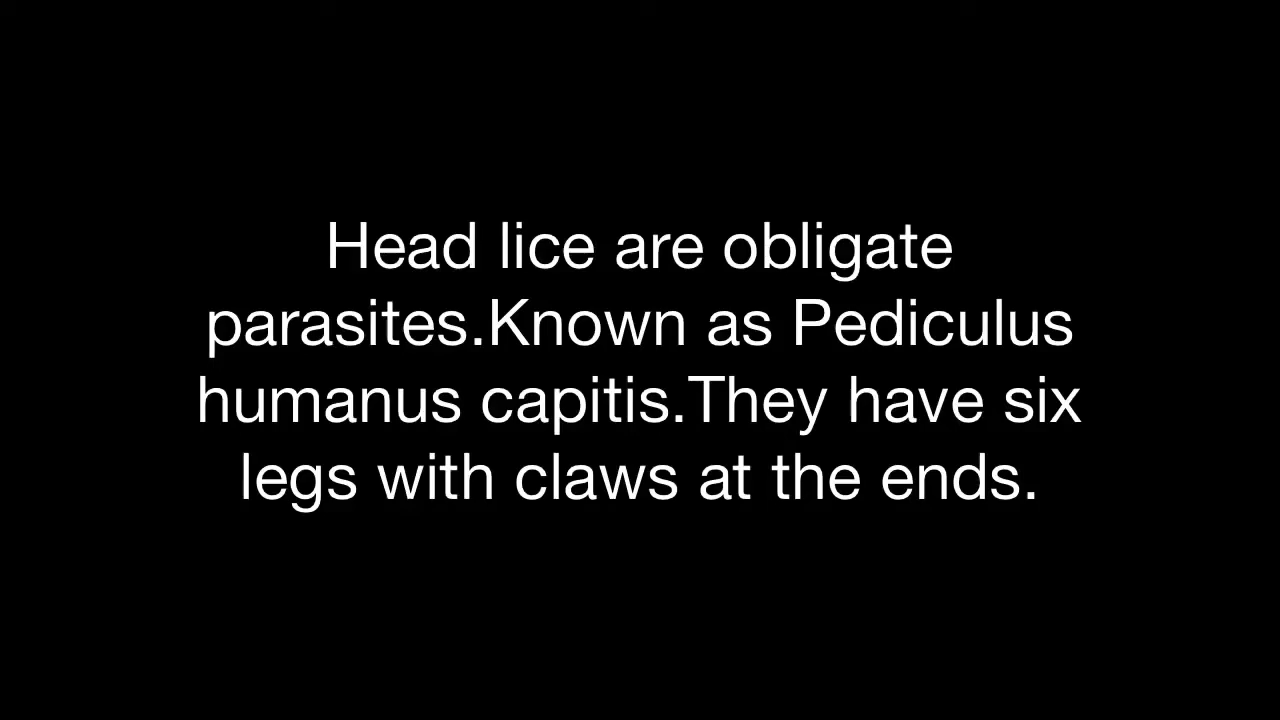 Head lice are obligate
parasites.Known as Pediculus
humanus capitis.They have six
legs with claws at the ends.